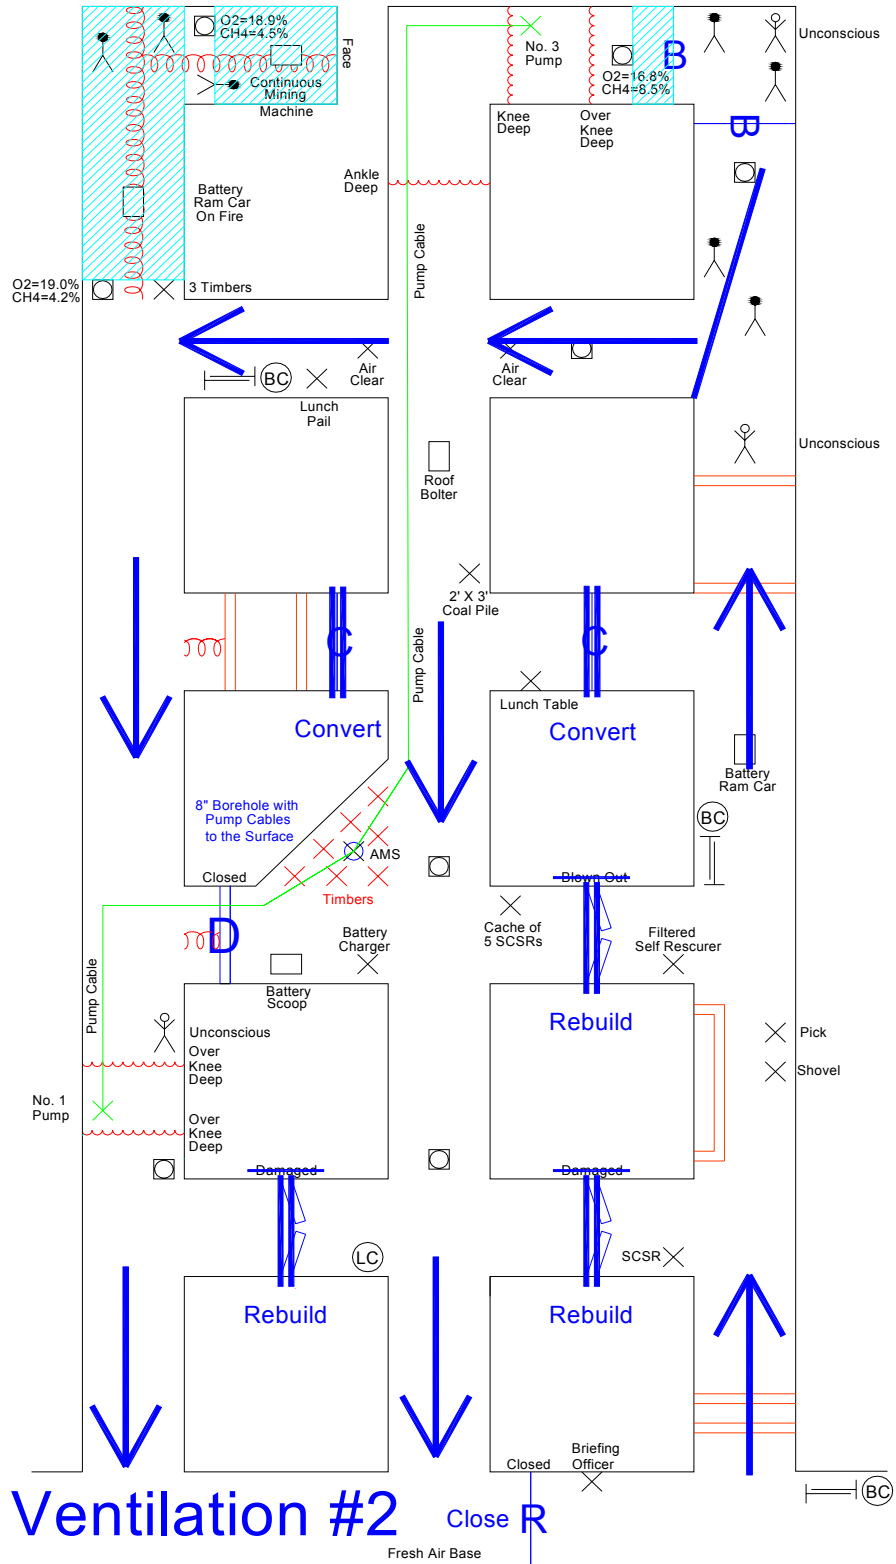 O2=18.9%
CH4=4.5%
Face
Continuous
Mining
Machine
No. 3
Pump
B
O2=16.8%
CH4=8.5%
Unconscious
Knee
Deep
Over
Knee
Deep
B
Ankle
Deep
Battery
Ram Car
On Fire
Pump Cable
O2=19.0%
CH4=4.2%
3 Timbers
Air
Clear
Air
Clear
BC
Lunch
Pail
Unconscious
Roof
Bolter
2' X 3'
Coal Pile
C
C
Pump Cable
Lunch Table
Convert
Convert
Battery
Ram Car
8" Borehole with
Pump Cables
to the Surface
BC
AMS
Closed
Timbers
Blown Out
D
Cache of
5 SCSRs
Battery
Charger
Filtered
Self Rescurer
Pump Cable
Battery
Scoop
Rebuild
Unconscious
Pick
Over
Knee
Deep
Shovel
No. 1
Pump
Over
Knee
Deep
Damaged
Damaged
LC
SCSR
Rebuild
Rebuild
Briefing
Officer
Closed
BC
Ventilation #2
Close R
Fresh Air Base